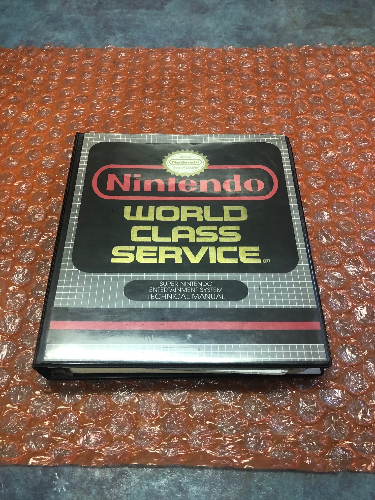 Nintendo
Nintendo
WORLD
CLASS
SERVICE
SUPER NINTENDO
ENTERTAINMENT SYSTEM
TECHNICAL MANUAL